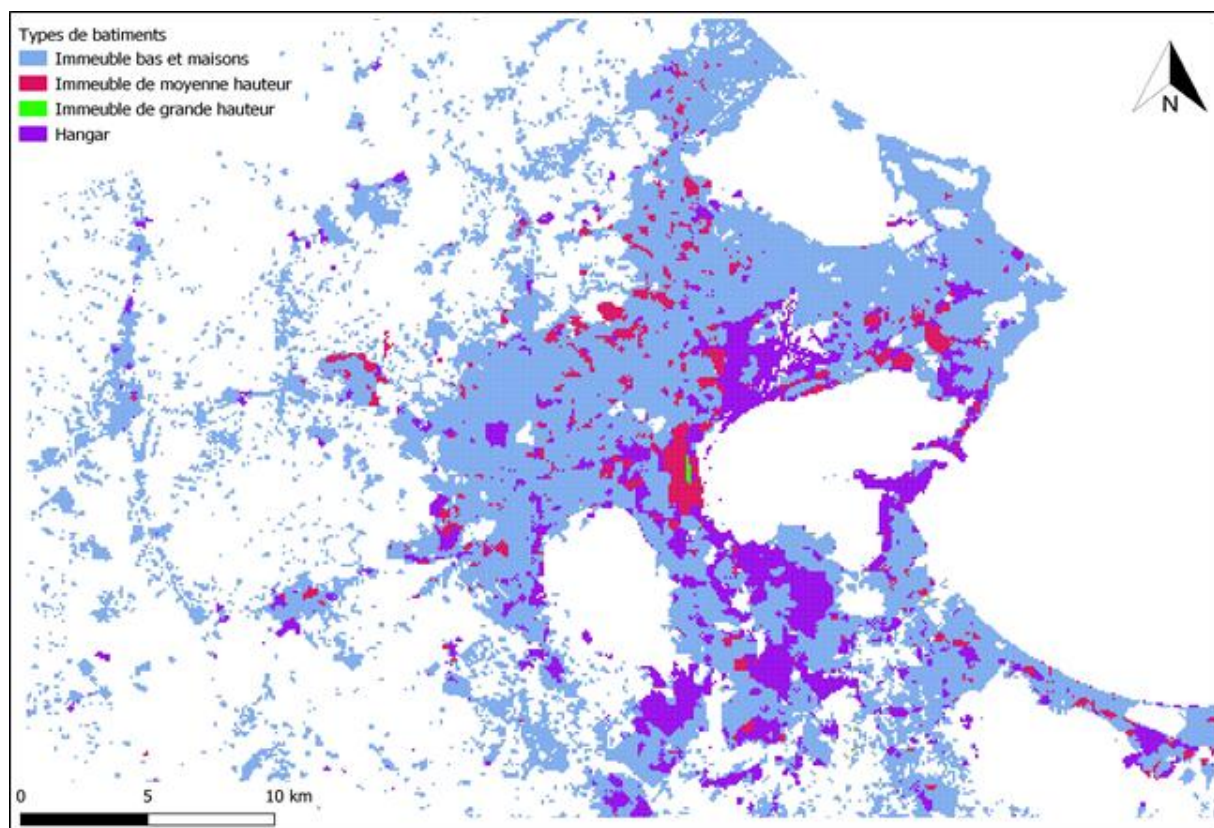 Types de batiments
Immeuble bas et maisons
Immeuble de moyenne hauteur
Immeuble de grande hauteur
Hangar
N
0 5 10 km